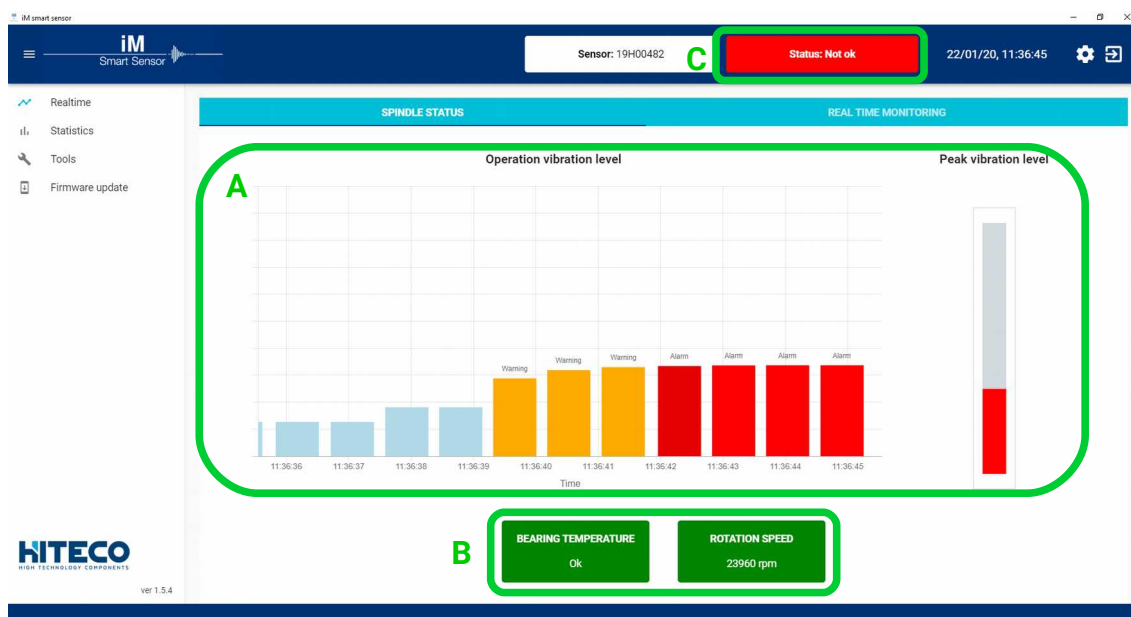 iM smart sensor
iM
Smart Sensor
Sensor: 19H00482
C
Status: Not ok
22/01/20, 11:36:45
Realtime
Statistics
Tools
Firmware update
SPINDLE STATUS
REAL TIME MONITORING
A
Operation vibration level
Peak vibration level
Warning
Warning
Warning
Alarm
Alarm
Alarm
Alarm
11:36:36 11:36:37 11:36:38 11:36:39 11:36:40 11:36:41 11:36:42 11:36:43 11:36:44 11:36:45
Time
B
BEARING TEMPERATURE
Ok
ROTATION SPEED
23960 rpm
HITECO
HIGH TECHNOLOGY COMPONENTS
ver 1.5.4